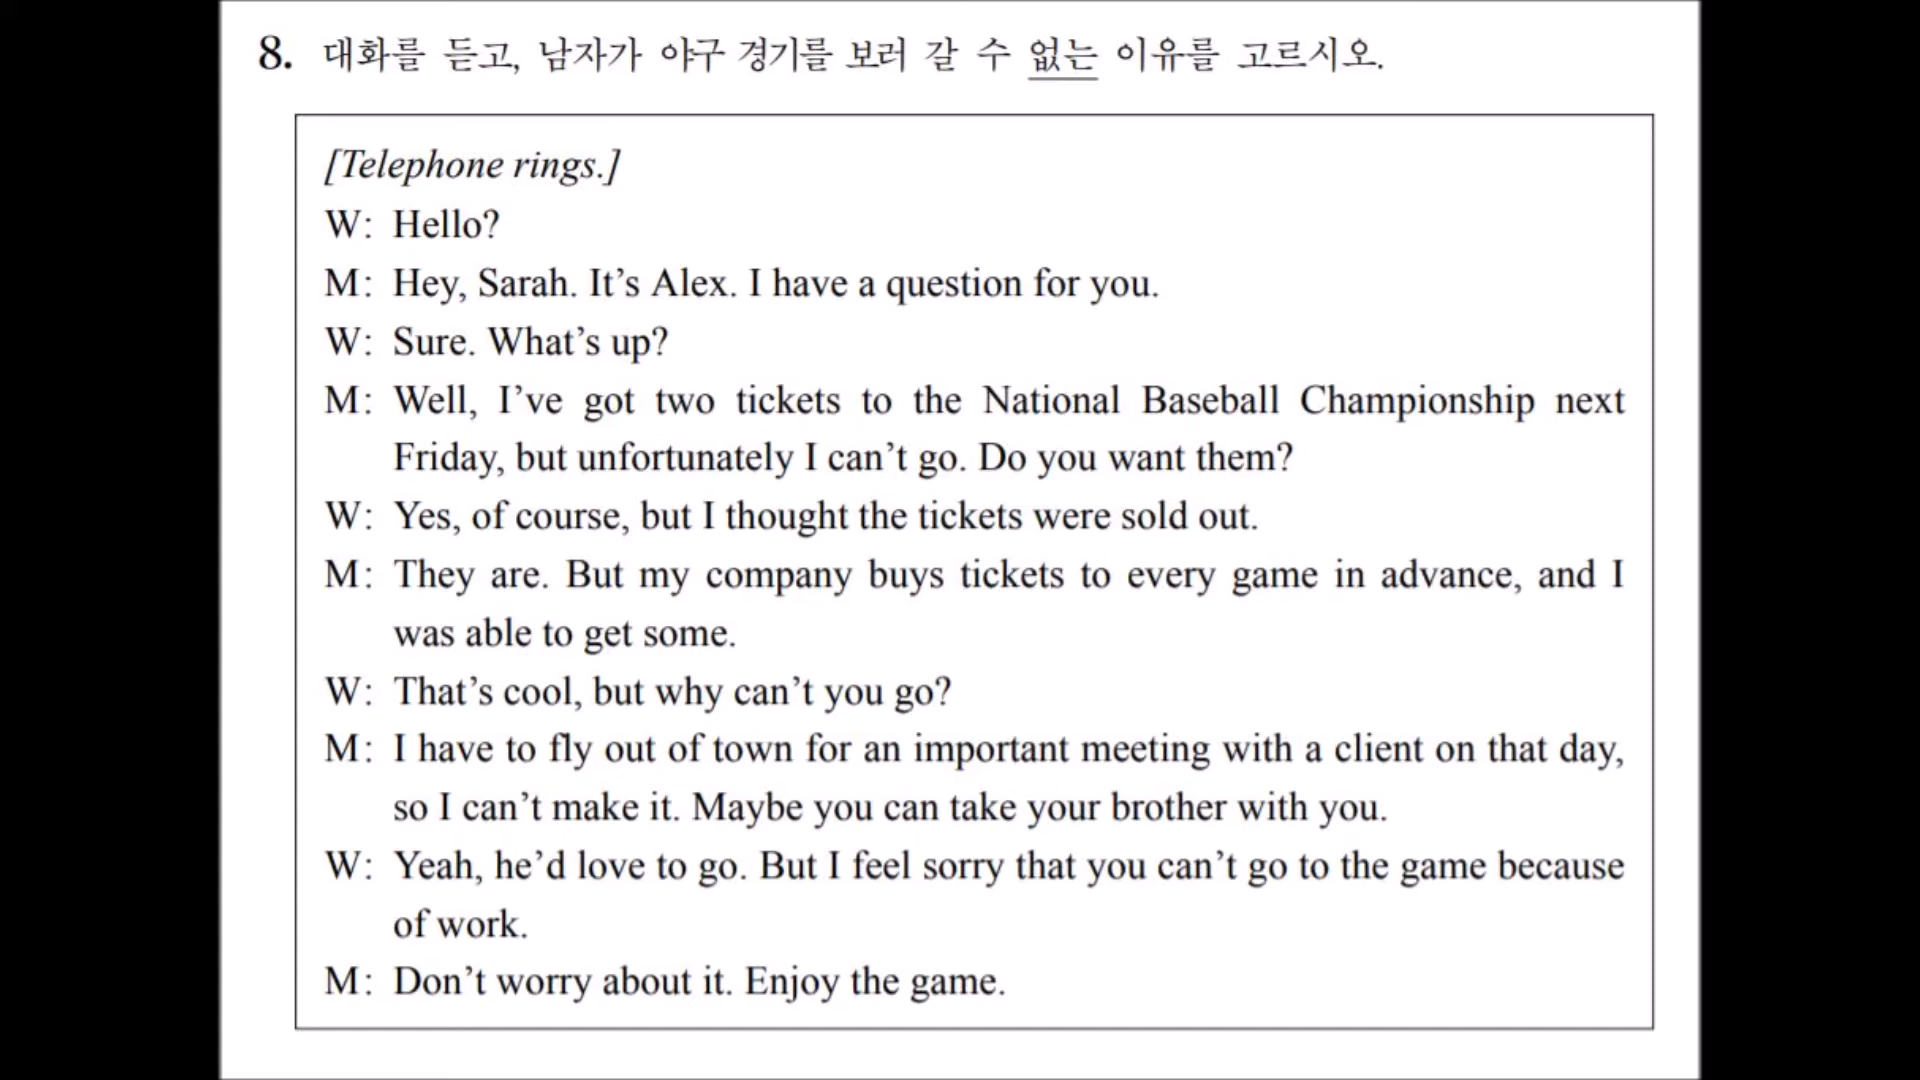 8. 대화를 듣고, 남자가 야구 경기를 보러 갈 수 없는 이유를 고르시오.
[Telephone rings.]
W: Hello?
M: Hey, Sarah. It’s Alex. I have a question for you.
W: Sure. What’s up?
M: Well, I’ve got two tickets to the National Baseball Championship next
Friday, but unfortunately I can’t go. Do you want them?
W: Yes, of course, but I thought the tickets were sold out.
M: They are. But my company buys tickets to every game in advance, and I
was able to get some.
W: That’s cool, but why can’t you go?
M: I have to fly out of town for an important meeting with a client on that day,
so I can’t make it. Maybe you can take your brother with you.
W: Yeah, he’d love to go. But I feel sorry that you can’t go to the game because
of work.
M: Don’t worry about it. Enjoy the game.